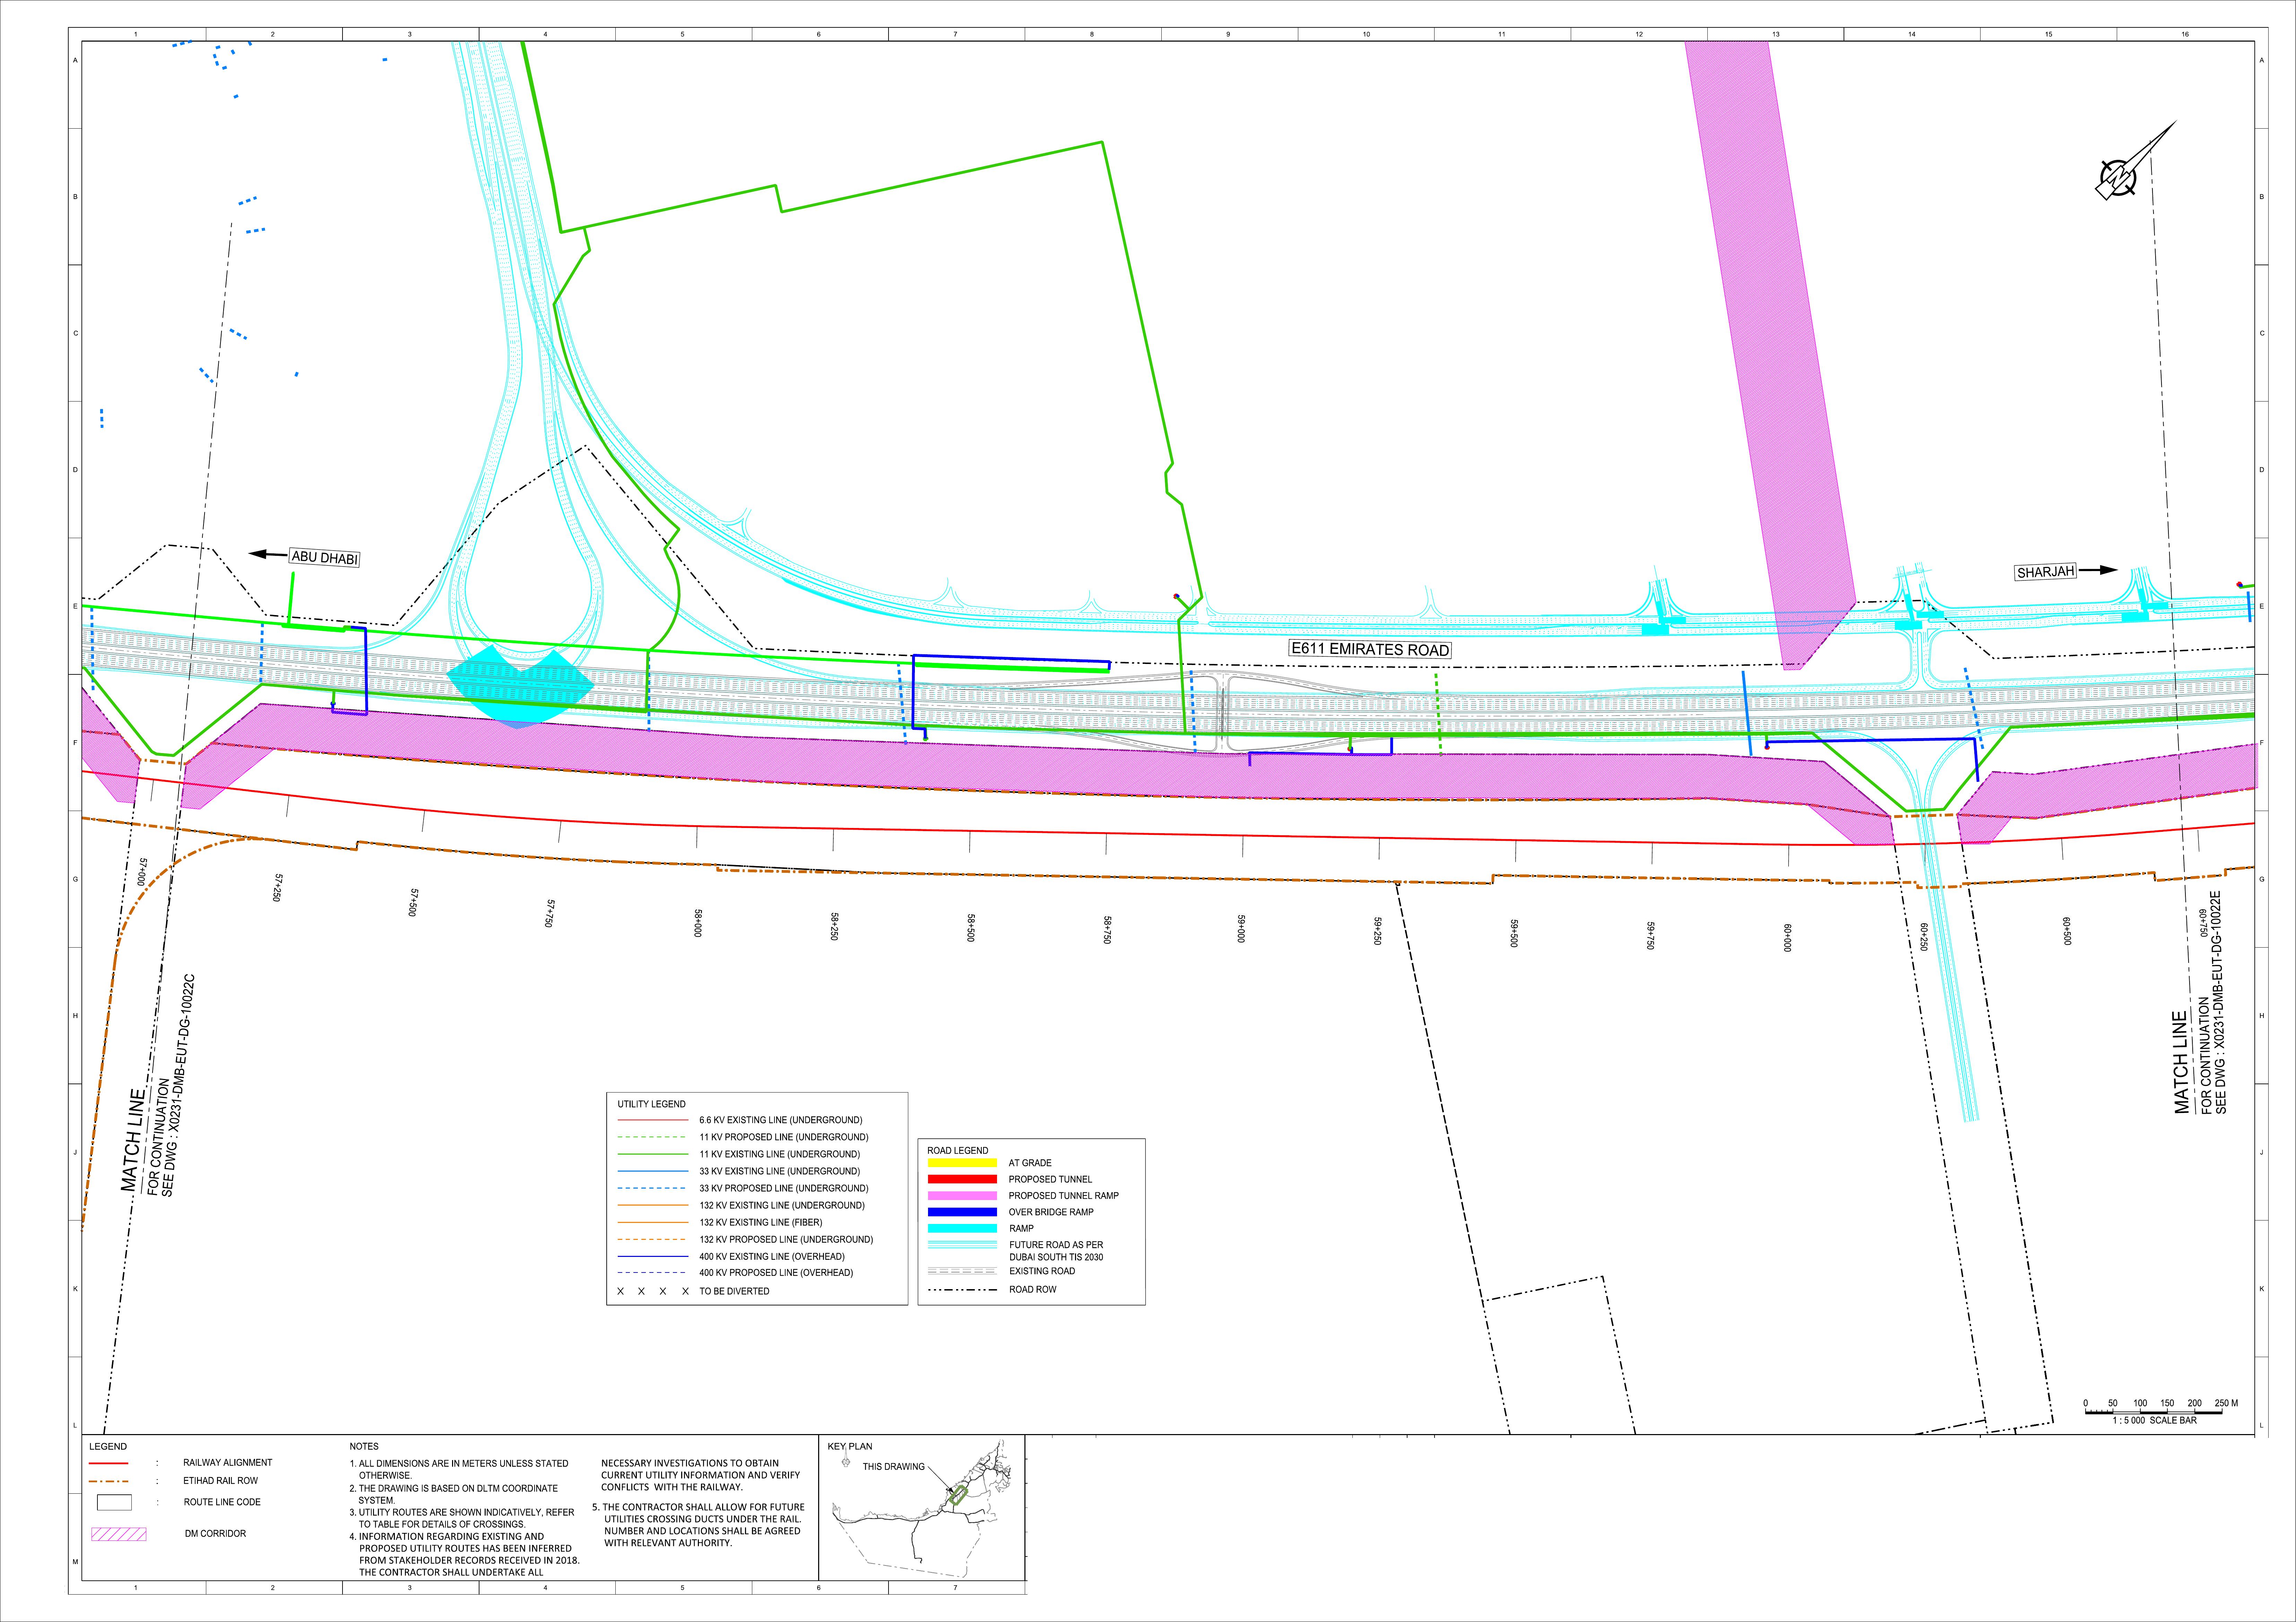 1 2 3 4 5 6 7 8 9 10 11 12 13 14 15 16
A A
B B
C C
D D
E E
F F
G G
H H
J J
K K
L L
M
ABU DHABI
SHARJAH
E611 EMIRATES ROAD
57+000
57+250
57+500
57+750
58+000
58+250
58+500
58+750
59+000
59+250
59+500
59+750
60+000
60+250
60+500
60+750
MATCH LINE
FOR CONTINUATION
SEE DWG : X0231-DMB-EUT-DG-10022C
MATCH LINE
FOR CONTINUATION
SEE DWG : X0231-DMB-EUT-DG-10022E
N
UTILITY LEGEND
6.6 KV EXISTING LINE (UNDERGROUND)
11 KV PROPOSED LINE (UNDERGROUND)
11 KV EXISTING LINE (UNDERGROUND)
33 KV EXISTING LINE (UNDERGROUND)
33 KV PROPOSED LINE (UNDERGROUND)
132 KV EXISTING LINE (UNDERGROUND)
132 KV EXISTING LINE (FIBER)
132 KV PROPOSED LINE (UNDERGROUND)
400 KV EXISTING LINE (OVERHEAD)
400 KV PROPOSED LINE (OVERHEAD)
X X X X TO BE DIVERTED
ROAD LEGEND
AT GRADE
PROPOSED TUNNEL
PROPOSED TUNNEL RAMP
OVER BRIDGE RAMP
RAMP
FUTURE ROAD AS PER
DUBAI SOUTH TIS 2030
EXISTING ROAD
ROAD ROW
0 50 100 150 200 250 M
1 : 5 000 SCALE BAR
LEGEND
: RAILWAY ALIGNMENT
: ETIHAD RAIL ROW
: ROUTE LINE CODE
DM CORRIDOR
NOTES
1. ALL DIMENSIONS ARE IN METERS UNLESS STATED
OTHERWISE.
2. THE DRAWING IS BASED ON DLTM COORDINATE
SYSTEM.
3. UTILITY ROUTES ARE SHOWN INDICATIVELY, REFER
TO TABLE FOR DETAILS OF CROSSINGS.
4. INFORMATION REGARDING EXISTING AND
PROPOSED UTILITY ROUTES HAS BEEN INFERRED
FROM STAKEHOLDER RECORDS RECEIVED IN 2018.
THE CONTRACTOR SHALL UNDERTAKE ALL
NECESSARY INVESTIGATIONS TO OBTAIN
CURRENT UTILITY INFORMATION AND VERIFY
CONFLICTS WITH THE RAILWAY.
5. THE CONTRACTOR SHALL ALLOW FOR FUTURE
UTILITIES CROSSING DUCTS UNDER THE RAIL.
NUMBER AND LOCATIONS SHALL BE AGREED
WITH RELEVANT AUTHORITY.
KEY PLAN
THIS DRAWING
1 2 3 4 5 6 7